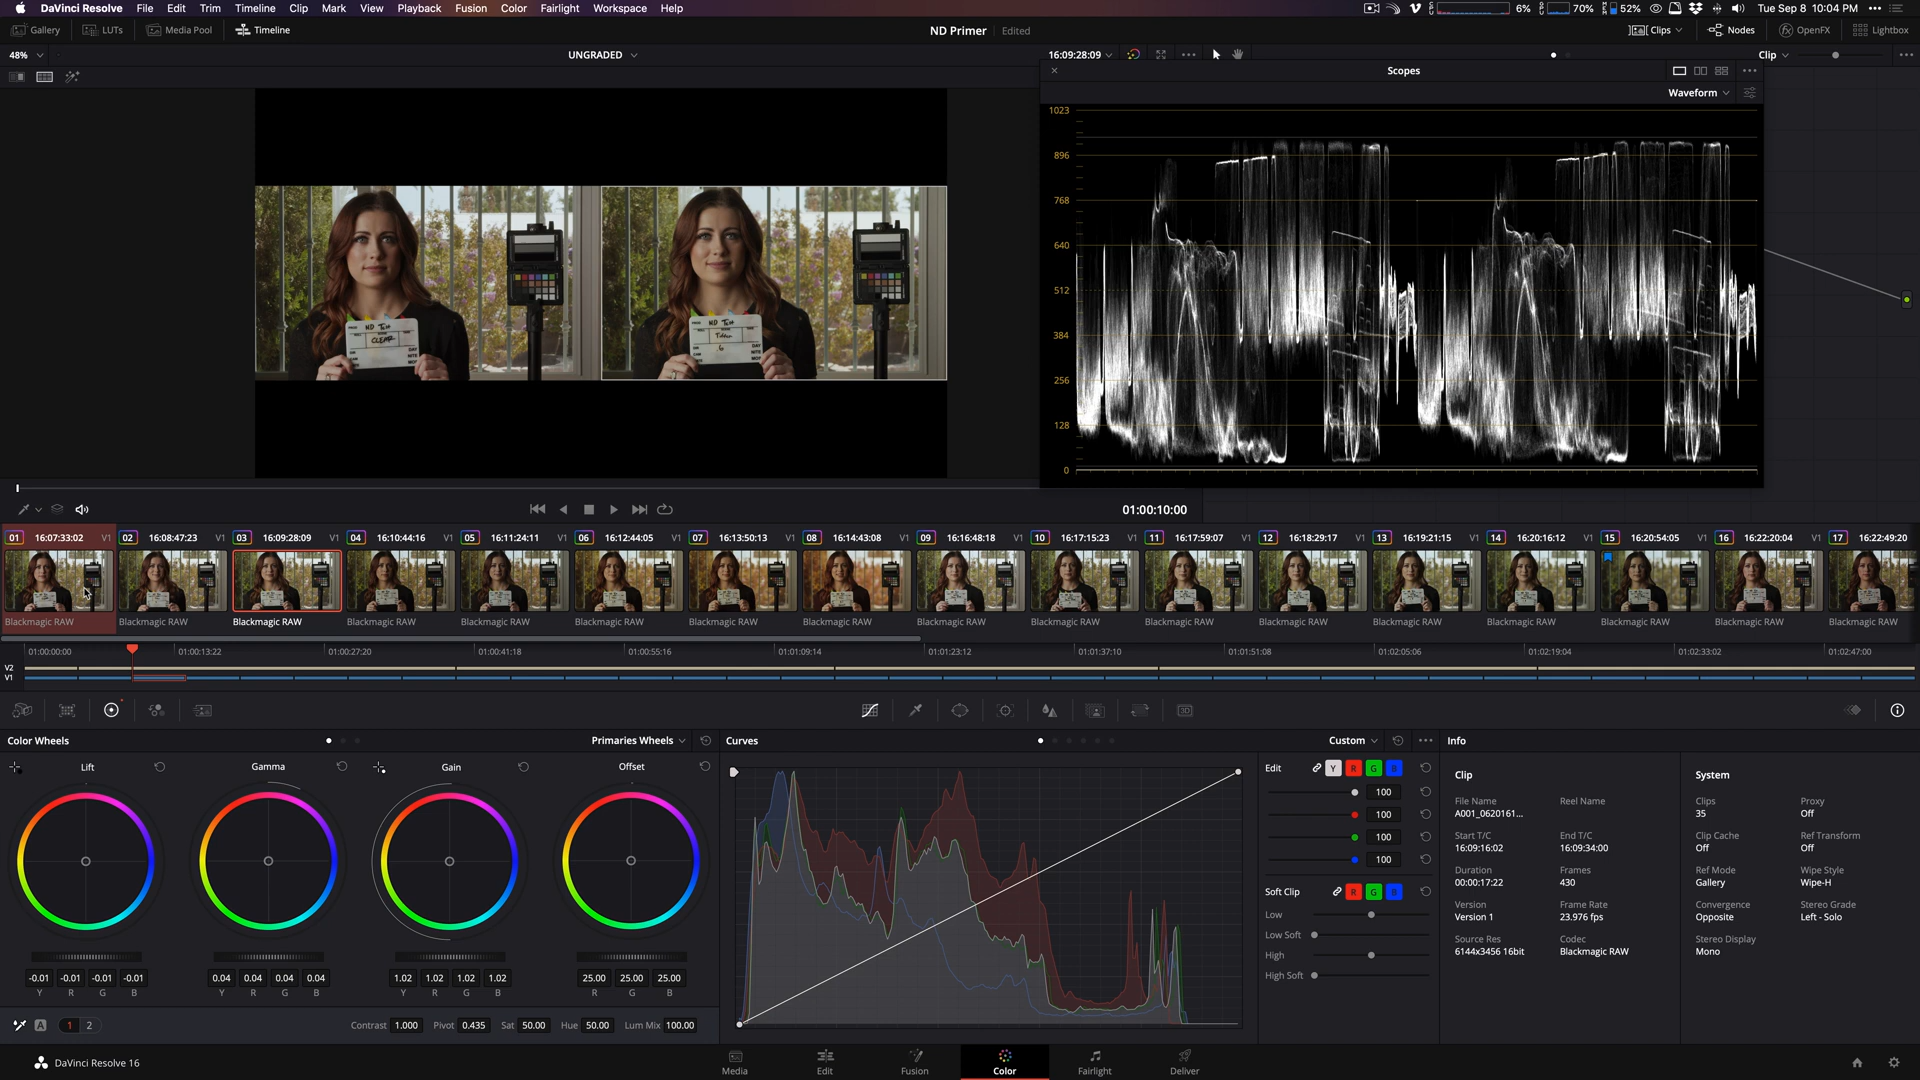 DaVinci Resolve File Edit Trim Timeline Clip Mark View Playback Fusion Color Fairlight Workspace Help 6% 70% 52% Tue Sep 8 10:04 PM
Gallery LUTs Media Pool Timeline ND Primer Edited Clips Nodes OpenFX Lightbox
48% UNGRADED 16:09:28:09 Clip
Scopes
Waveform
1023
896
768
640
512
384
256
128
0
ND Test
CLEAR
ND Test
Tiffen
.6
01:00:10:00
01 16:07:33:02 V1 02 16:08:47:23 V1 03 16:09:28:09 V1 04 16:10:44:16 V1 05 16:11:24:11 V1 06 16:12:44:05 V1 07 16:13:50:13 V1 08 16:14:43:08 V1 09 16:16:48:18 V1 10 16:17:15:23 V1 11 16:17:59:07 V1 12 16:18:29:17 V1 13 16:19:21:15 V1 14 16:20:16:12 V1 15 16:20:54:05 V1 16 16:22:20:04 V1 17 16:22:49:20
Blackmagic RAW Blackmagic RAW Blackmagic RAW Blackmagic RAW Blackmagic RAW Blackmagic RAW Blackmagic RAW Blackmagic RAW Blackmagic RAW Blackmagic RAW Blackmagic RAW Blackmagic RAW Blackmagic RAW Blackmagic RAW Blackmagic RAW Blackmagic RAW Blackmagic RAW
01:00:00:00 01:00:13:22 01:00:27:20 01:00:41:18 01:00:55:16 01:01:09:14 01:01:23:12 01:01:37:10 01:01:51:08 01:02:05:06 01:02:19:04 01:02:33:02 01:02:47:00
V2
V1
Color Wheels Primaries Wheels Curves Custom Info
Lift Gamma Gain Offset
Edit Y R G B
100
100
100
100
Soft Clip R G B
Low
Low Soft
High
High Soft
Clip System
File Name Reel Name Clips Proxy
A001_0620161... 35 Off
Start T/C End T/C Clip Cache Ref Transform
16:09:16:02 16:09:34:00 Off Off
Duration Frames Ref Mode Wipe Style
00:00:17:22 430 Gallery Wipe-H
Version Frame Rate Convergence Stereo Grade
Version 1 23.976 fps Opposite Left - Solo
Source Res Codec Stereo Display
6144x3456 16bit Blackmagic RAW Mono
-0.01 -0.01 -0.01 -0.01 0.04 0.04 0.04 0.04 1.02 1.02 1.02 1.02 25.00 25.00 25.00
Y R G B Y R G B Y R G B R G B
A 1 2 Contrast 1.000 Pivot 0.435 Sat 50.00 Hue 50.00 Lum Mix 100.00
DaVinci Resolve 16 Media Edit Fusion Color Fairlight Deliver